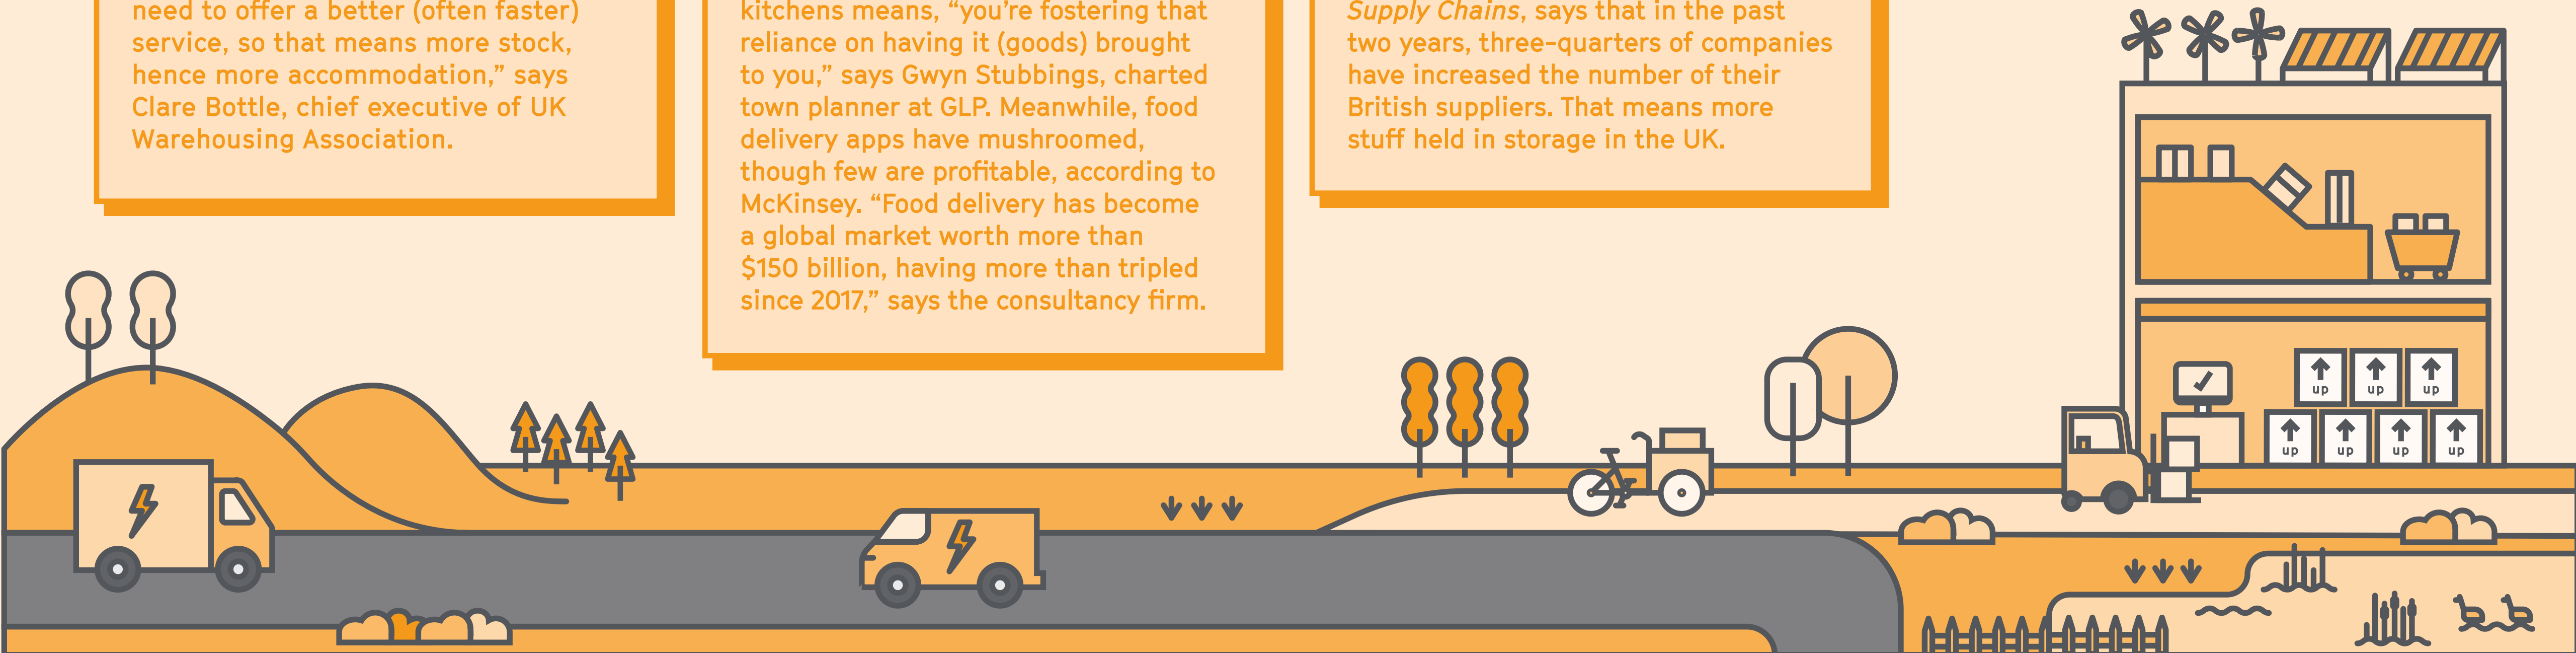 need to offer a better (often faster)
service, so that means more stock,
hence more accommodation,” says
Clare Bottle, chief executive of UK
Warehousing Association.
kitchens means, “you’re fostering that
reliance on having it (goods) brought
to you,” says Gwyn Stubbings, charted
town planner at GLP. Meanwhile, food
delivery apps have mushroomed,
though few are profitable, according to
McKinsey. “Food delivery has become
a global market worth more than
$150 billion, having more than tripled
since 2017,” says the consultancy firm.
Supply Chains, says that in the past
two years, three-quarters of companies
have increased the number of their
British suppliers. That means more
stuff held in storage in the UK.
up up up
up up up up